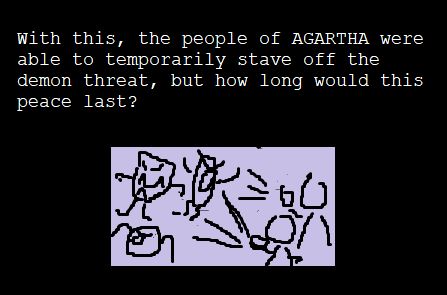 With this, the people of AGARTHA were
able to temporarily stave off the
demon threat, but how long would this
peace last?